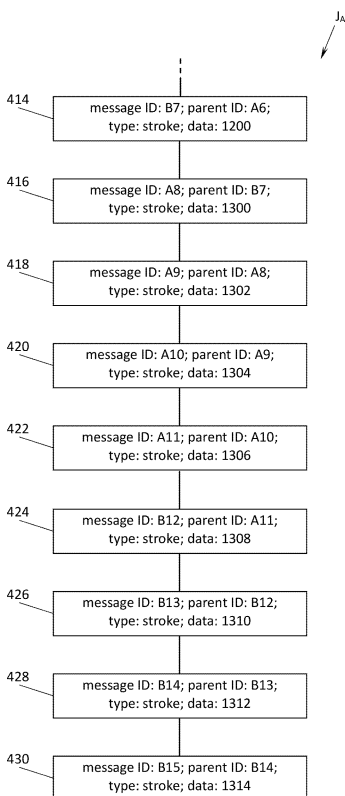 J_A
414
message ID: B7; parent ID: A6;
type: stroke; data: 1200
416
message ID: A8; parent ID: B7;
type: stroke; data: 1300
418
message ID: A9; parent ID: A8;
type: stroke; data: 1302
420
message ID: A10; parent ID: A9;
type: stroke; data: 1304
422
message ID: A11; parent ID: A10;
type: stroke; data: 1306
424
message ID: B12; parent ID: A11;
type: stroke; data: 1308
426
message ID: B13; parent ID: B12;
type: stroke; data: 1310
428
message ID: B14; parent ID: B13;
type: stroke; data: 1312
430
message ID: B15; parent ID: B14;
type: stroke; data: 1314